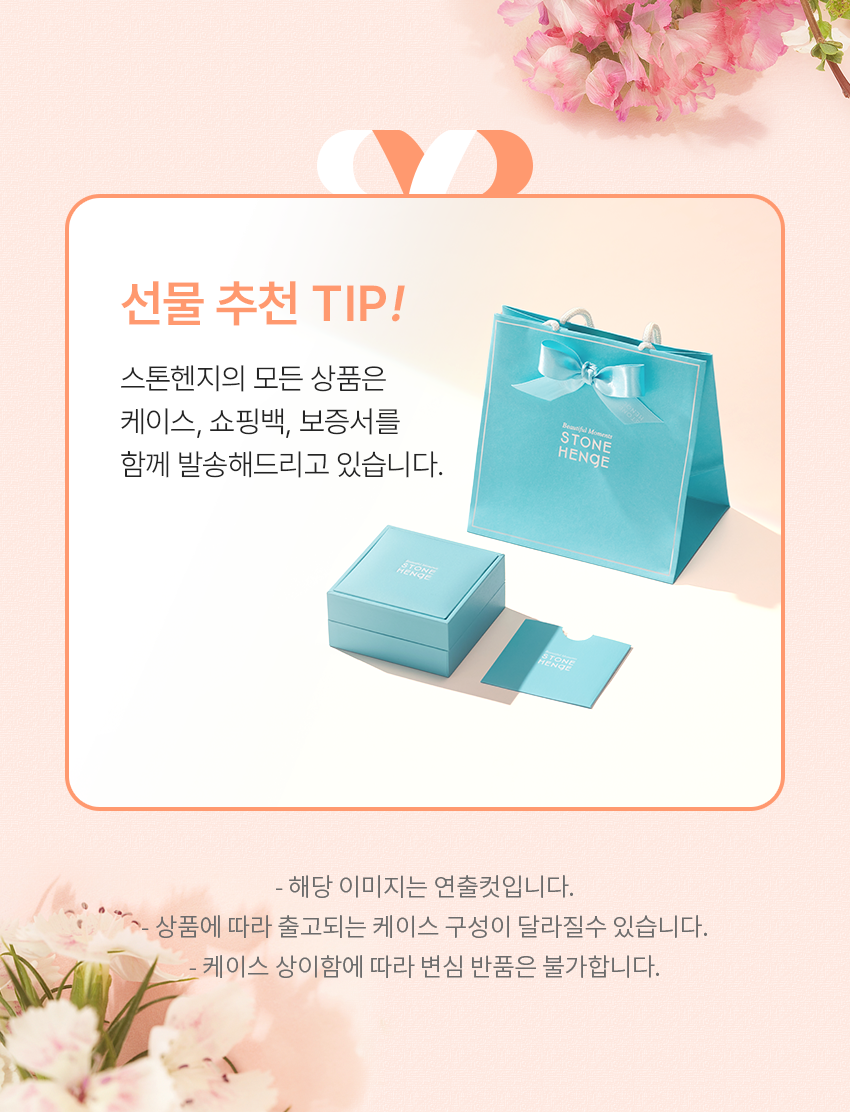 선물 추천 TIP!
스톤헨지의 모든 상품은
케이스, 쇼핑백, 보증서를
함께 발송해드리고 있습니다.
Beautiful Moments
STONE
HENgE
STONE
HENgE
STONE
HENgE
- 해당 이미지는 연출컷입니다.
- 상품에 따라 출고되는 케이스 구성이 달라질수 있습니다.
- 케이스 상이함에 따라 변심 반품은 불가합니다.